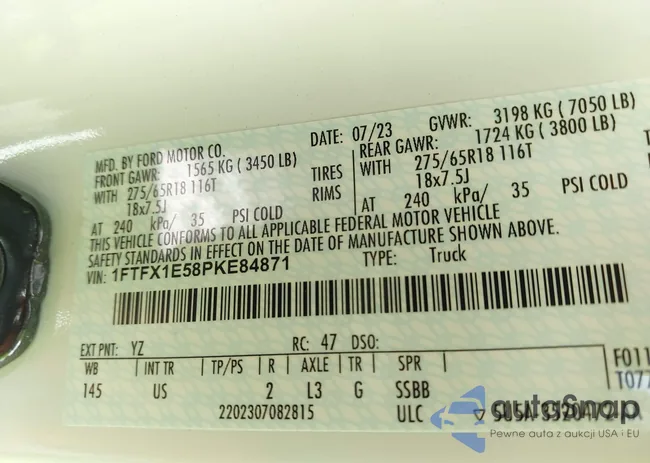 MFD. BY FORD MOTOR CO. DATE: 07/23 GVWR: 3198 KG (7050 LB)
FRONT GAWR: 1565 KG (3450 LB) REAR GAWR: 1724 KG (3800 LB)
WITH 275/65R18 116T TIRES WITH 275/65R18 116T
18x7.5J RIMS 18x7.5J
AT 240 kPa/ 35 PSI COLD AT 240 kPa/ 35 PSI COLD
THIS VEHICLE CONFORMS TO ALL APPLICABLE FEDERAL MOTOR VEHICLE
SAFETY STANDARDS IN EFFECT ON THE DATE OF MANUFACTURE SHOWN ABOVE.
VIN: 1FTFX1E58PKE84871 TYPE: Truck
EXT PNT: YZ RC: 47 DSO:
WB INT TR TP/PS R AXLE TR SPR
145 US 2 L3 G SSBB
2202307082815 ULC
F011
T077
autoSnap
Pewne auta z aukcji USA i EU